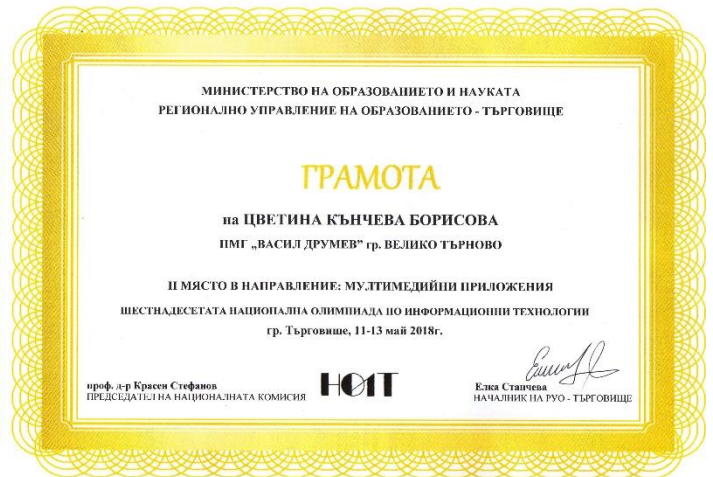 МИНИСТЕРСТВО НА ОБРАЗОВАНИЕТО И НАУКАТА
РЕГИОНАЛНО УПРАВЛЕНИЕ НА ОБРАЗОВАНИЕТО - ТЪРГОВИЩЕ
ГРАМОТА
на ЦВЕТИНА КЪНЧЕВА БОРИСОВА
ПМГ „ВАСИЛ ДРУМЕВ” гр. ВЕЛИКО ТЪРНОВО
II МЯСТО В НАПРАВЛЕНИЕ: МУЛТИМЕДИЙНИ ПРИЛОЖЕНИЯ
ШЕСТНАДЕСЕТАТА НАЦИОНАЛНА ОЛИМПИАДА ПО ИНФОРМАЦИОННИ ТЕХНОЛОГИИ
гр. Търговище, 11-13 май 2018г.
проф. д-р Красен Стефанов
ПРЕДСЕДАТЕЛ НА НАЦИОНАЛНАТА КОМИСИЯ
Елка Станчева
НАЧАЛНИК НА РУО - ТЪРГОВИЩЕ